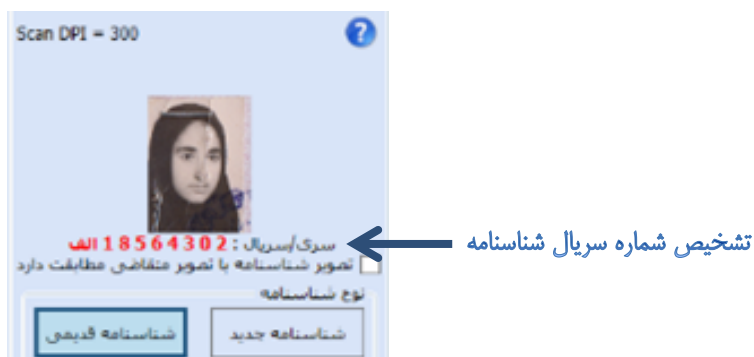 Scan DPI = 300
سری/سریال : 18564302 الف
تشخیص شماره سریال شناسنامه
تصویر شناسنامه با تصویر متقاضی مطابقت دارد
نوع شناسنامه
شناسنامه جدید
شناسنامه قدیمی